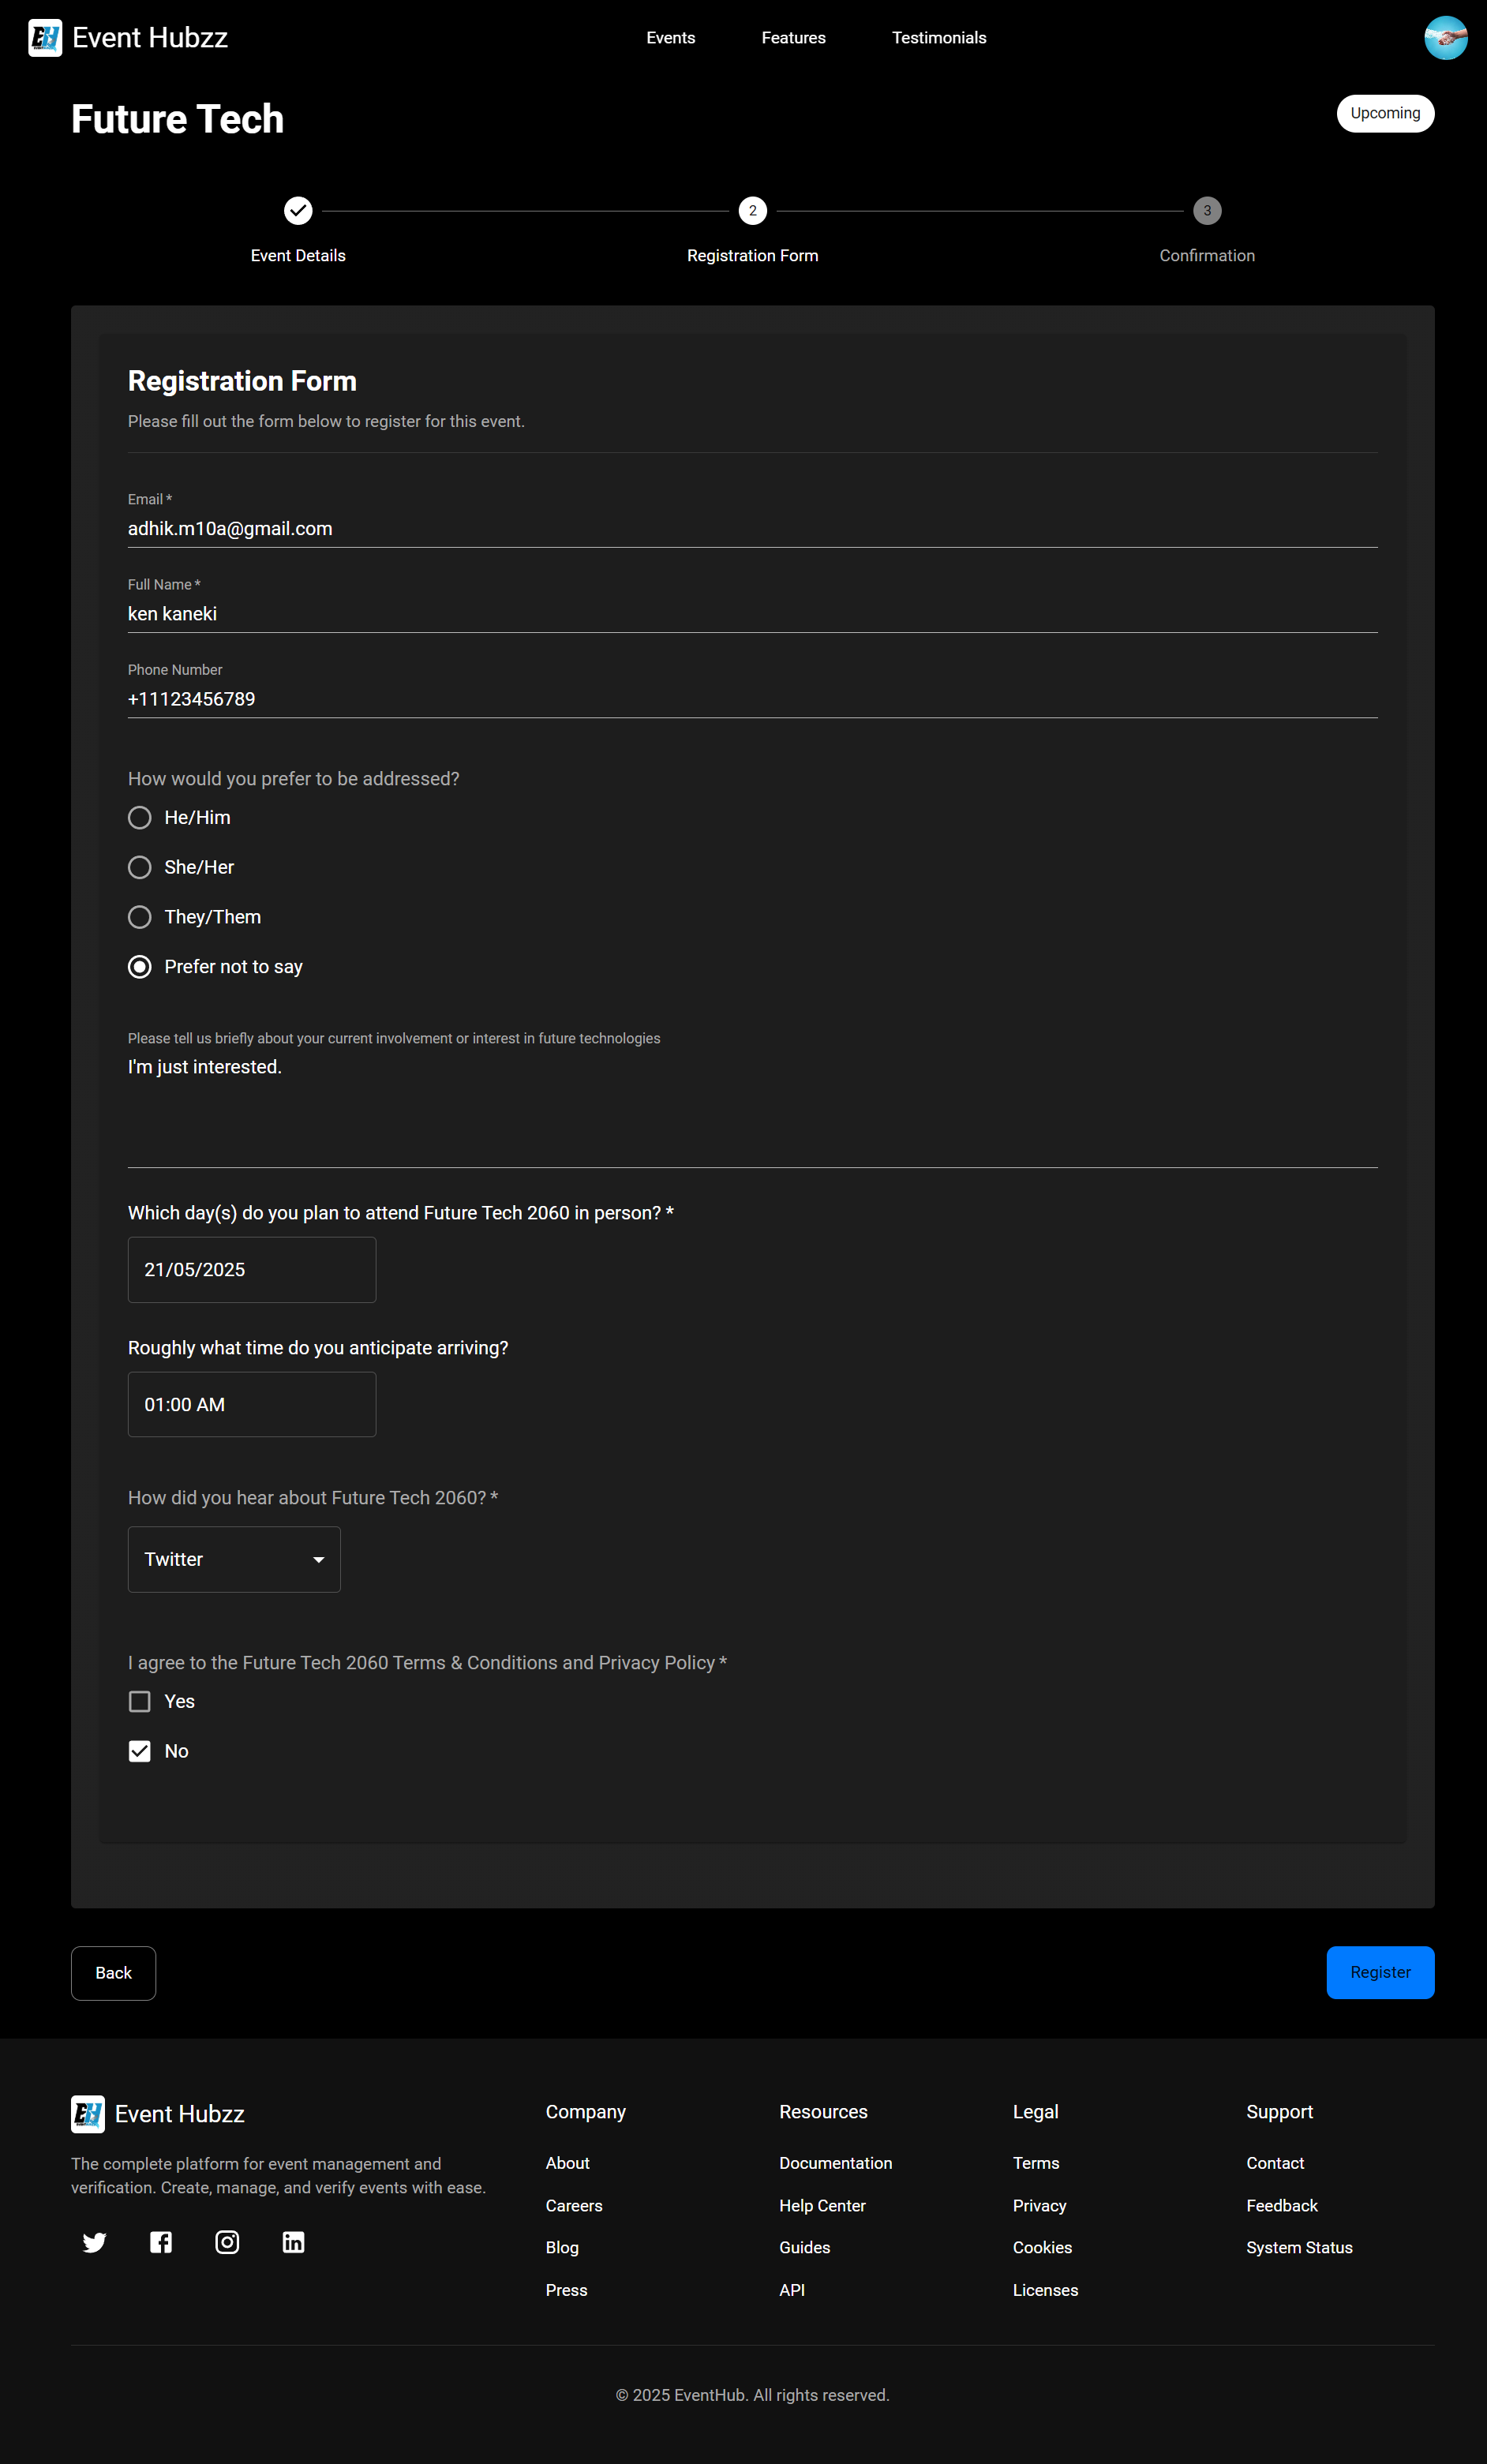 EH Event Hubzz
Events Features Testimonials
Future Tech
Upcoming
2 3
Event Details Registration Form Confirmation
Registration Form
Please fill out the form below to register for this event.
Email *
adhik.m10a@gmail.com
Full Name *
ken kaneki
Phone Number
+11123456789
How would you prefer to be addressed?
He/Him
She/Her
They/Them
Prefer not to say
Please tell us briefly about your current involvement or interest in future technologies
I'm just interested.
Which day(s) do you plan to attend Future Tech 2060 in person? *
21/05/2025
Roughly what time do you anticipate arriving?
01:00 AM
How did you hear about Future Tech 2060? *
Twitter
I agree to the Future Tech 2060 Terms & Conditions and Privacy Policy *
Yes
No
Back
Register
EH Event Hubzz
The complete platform for event management and
verification. Create, manage, and verify events with ease.
Company
About
Careers
Blog
Press
Resources
Documentation
Help Center
Guides
API
Legal
Terms
Privacy
Cookies
Licenses
Support
Contact
Feedback
System Status
© 2025 EventHub. All rights reserved.